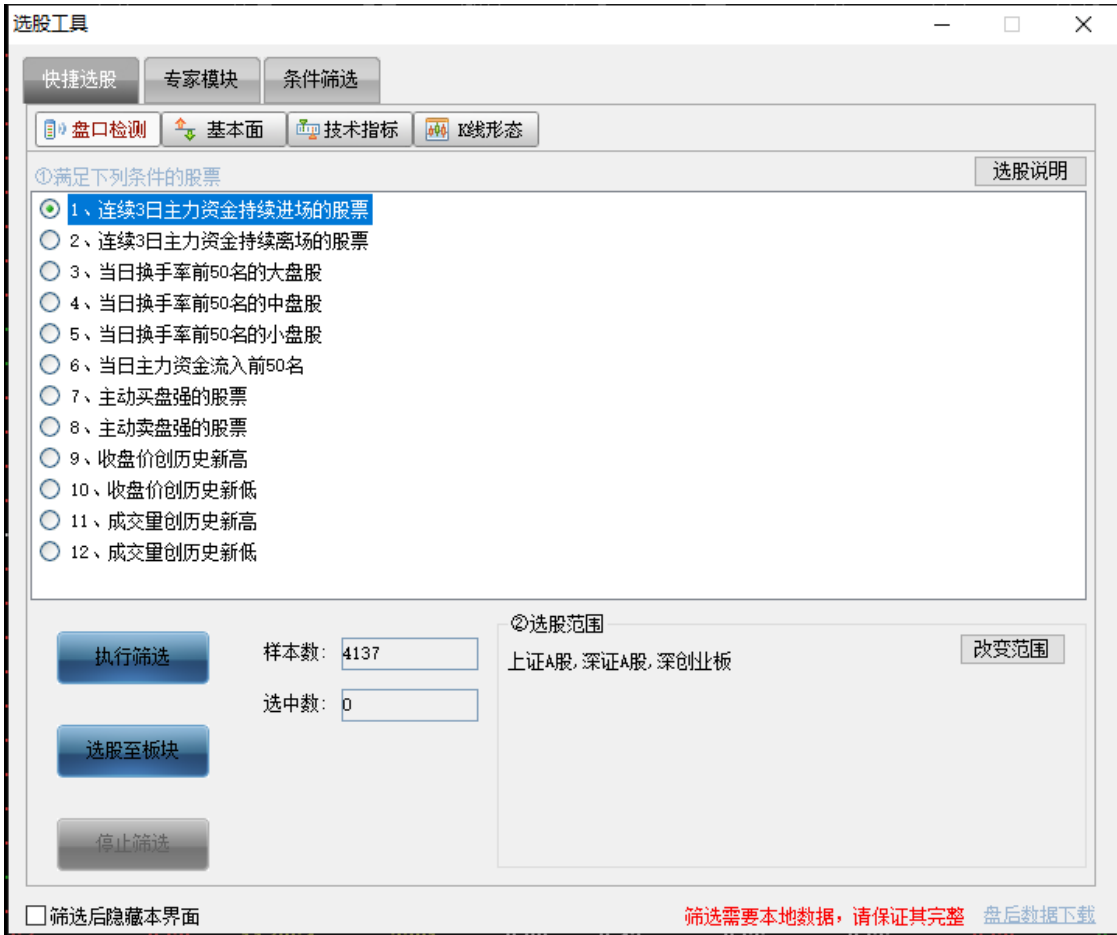 选股工具
快捷选股 专家模块 条件筛选
盘口检测 基本面 技术指标 K线形态
①满足下列条件的股票 选股说明
1、连续3日主力资金持续进场的股票
2、连续3日主力资金持续离场的股票
3、当日换手率前50名的大盘股
4、当日换手率前50名的中盘股
5、当日换手率前50名的小盘股
6、当日主力资金流入前50名
7、主动买盘强的股票
8、主动卖盘强的股票
9、收盘价创历史新高
10、收盘价创历史新低
11、成交量创历史新高
12、成交量创历史新低
②选股范围
执行筛选 样本数: 4137 上证A股,深证A股,深创业板 改变范围
选中数: 0
选股至板块
停止筛选
筛选后隐藏本界面 筛选需要本地数据，请保证其完整 盘后数据下载